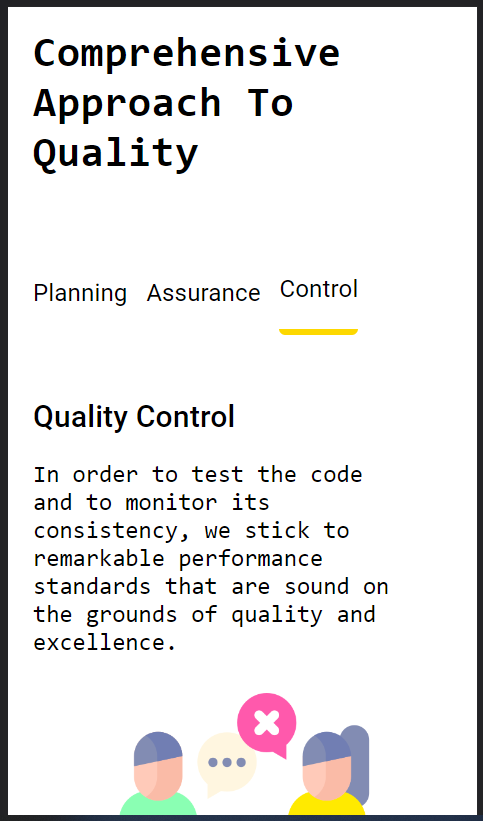 Comprehensive
Approach To
Quality
Planning Assurance Control
Quality Control
In order to test the code
and to monitor its
consistency, we stick to
remarkable performance
standards that are sound on
the grounds of quality and
excellence.